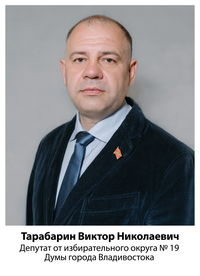 Тарабарин Виктор Николаевич
Депутат от избирательного округа № 19
Думы города Владивостока